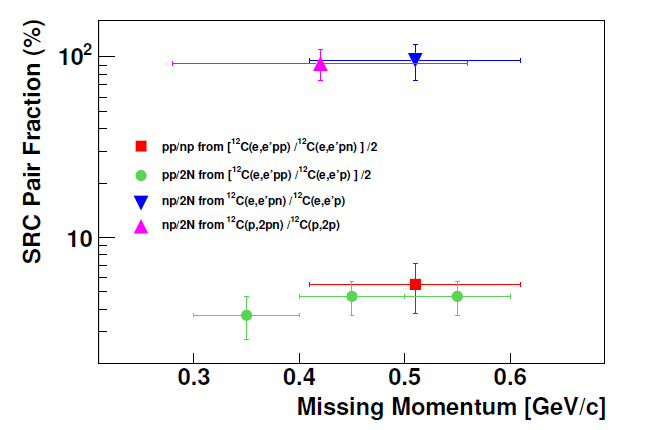 SRC Pair Fraction (%)
10²
10
pp/np from [¹²C(e,e'pp) /¹²C(e,e'pn) ] /2
pp/2N from [¹²C(e,e'pp) /¹²C(e,e'p) ] /2
np/2N from ¹²C(e,e'pn) /¹²C(e,e'p)
np/2N from ¹²C(p,2pn) /¹²C(p,2p)
0.3 0.4 0.5 0.6
Missing Momentum [GeV/c]